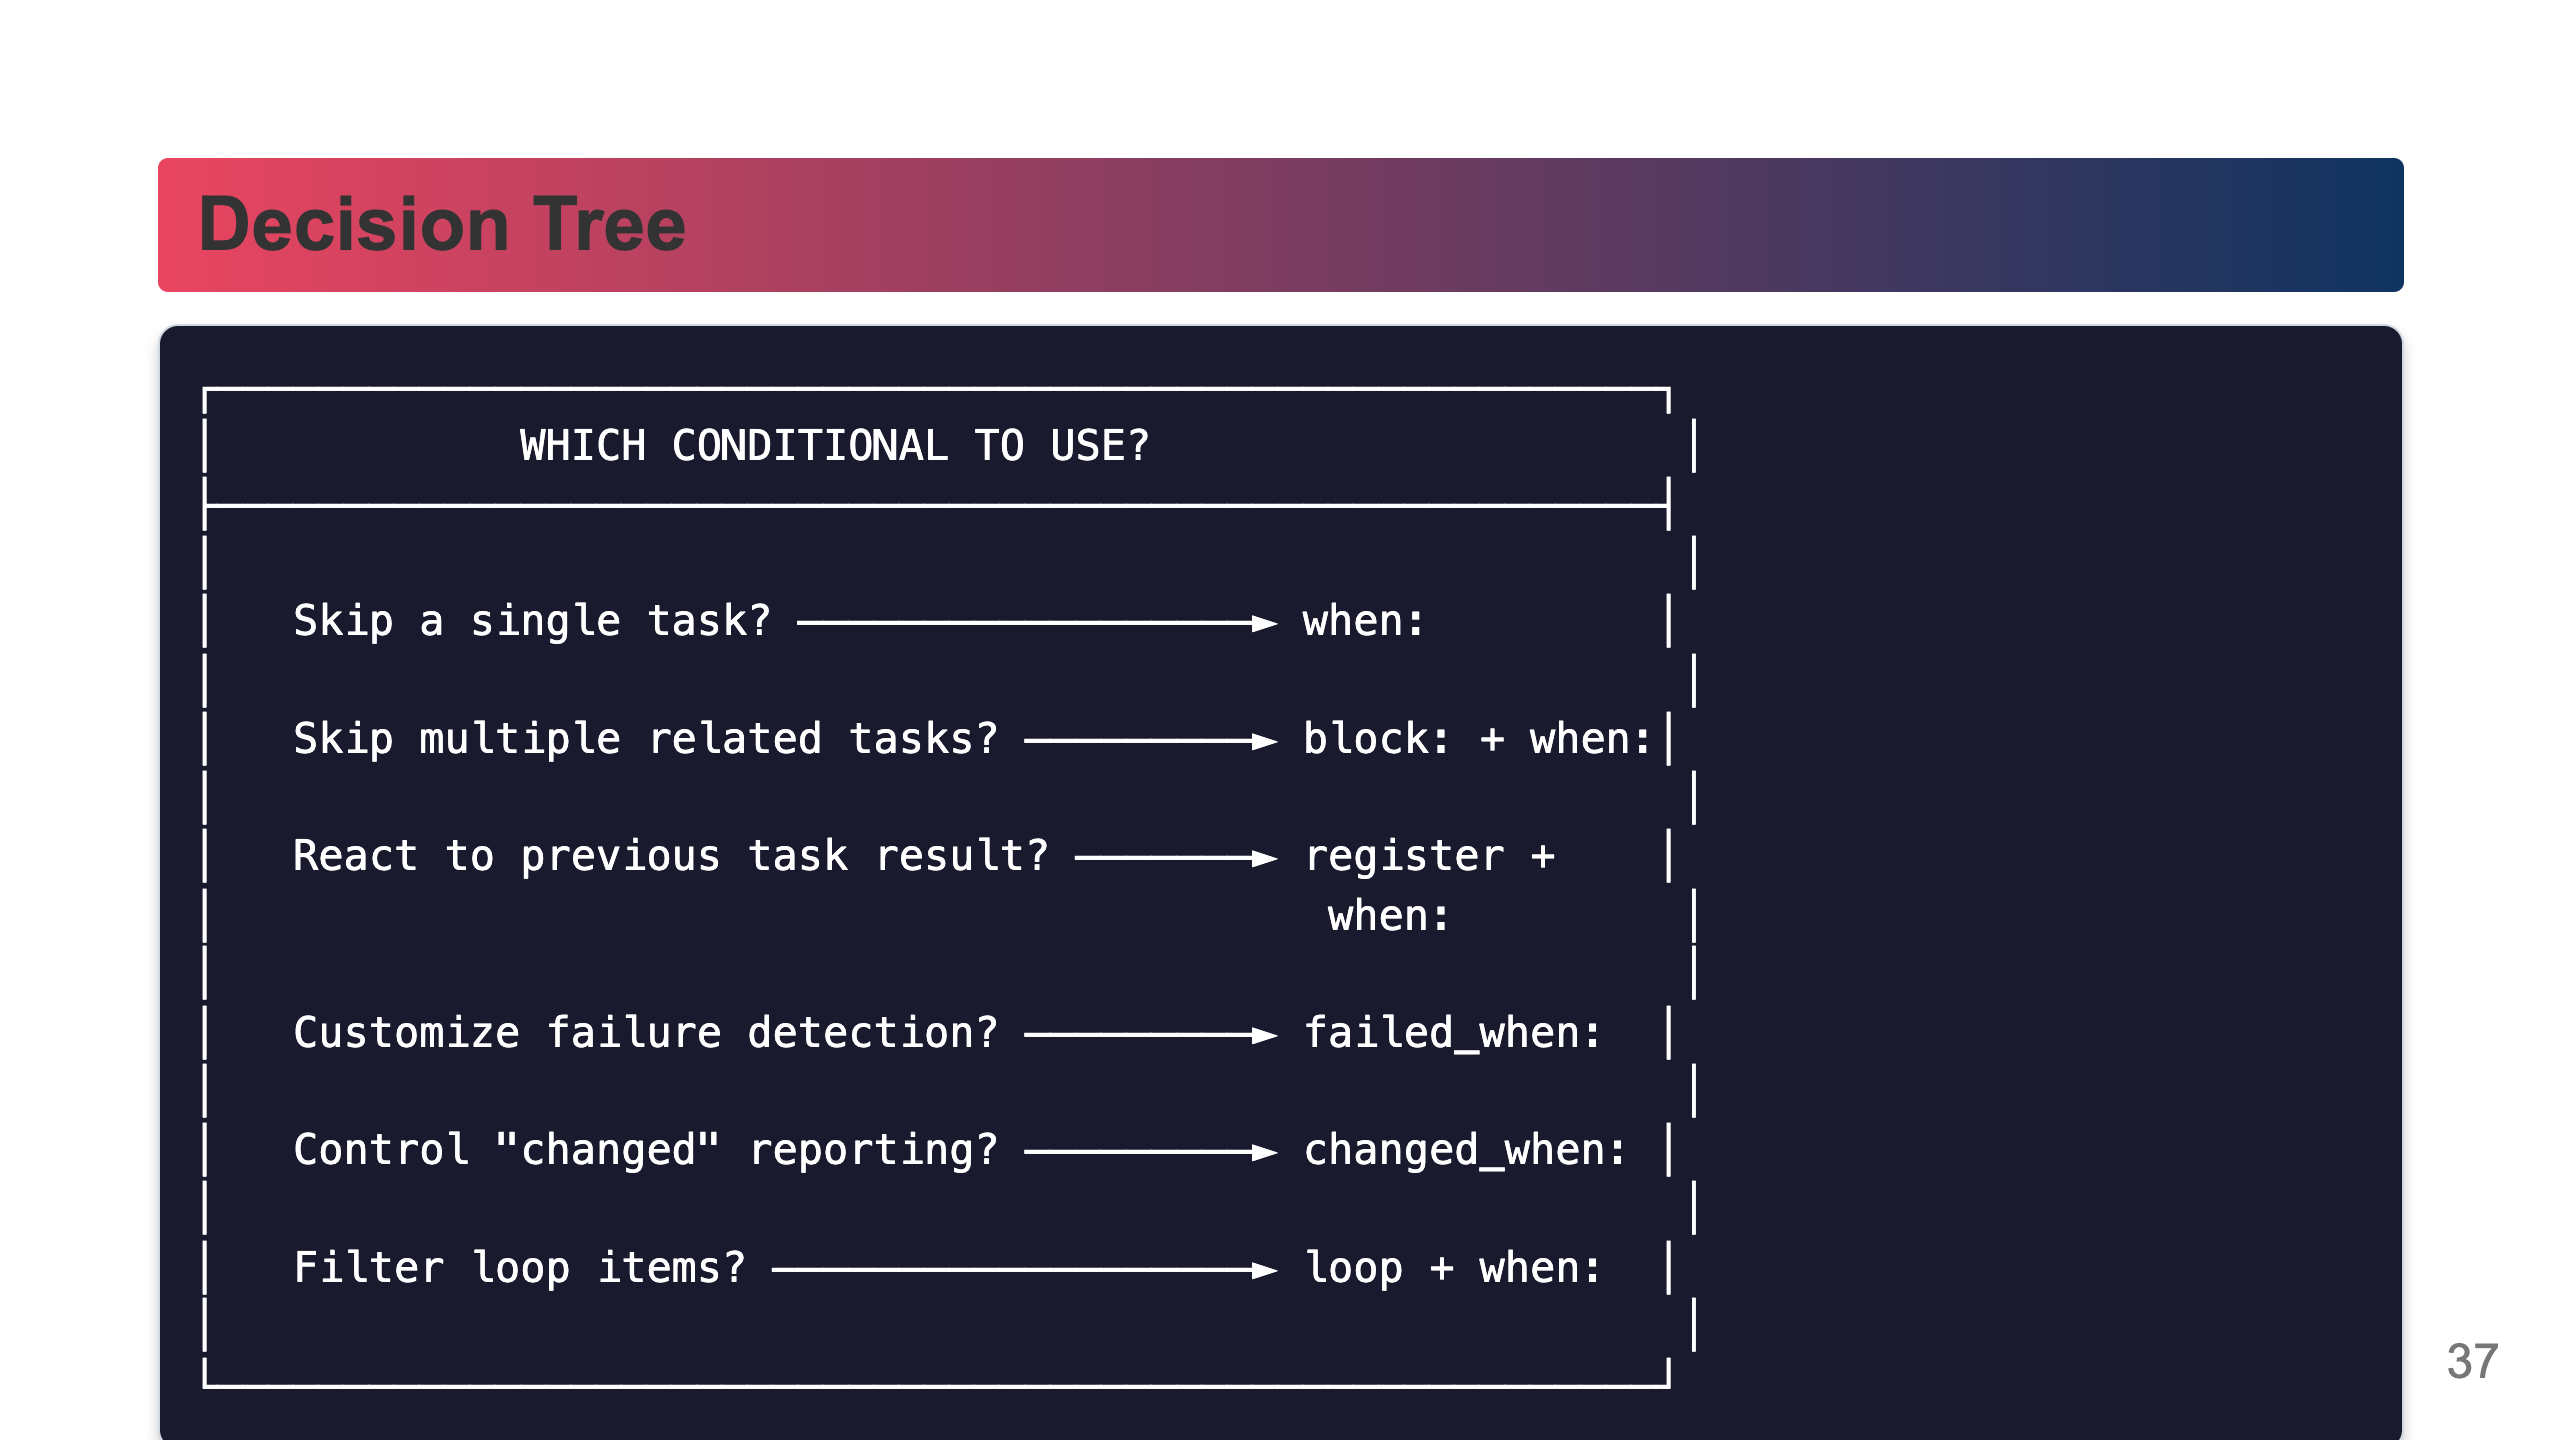 Decision Tree
WHICH CONDITIONAL TO USE?
Skip a single task? ───────────────────► when:
Skip multiple related tasks? ──────────► block: + when:
React to previous task result? ────────► register +
when:
Customize failure detection? ──────────► failed_when:
Control "changed" reporting? ──────────► changed_when:
Filter loop items? ────────────────────► loop + when:
37